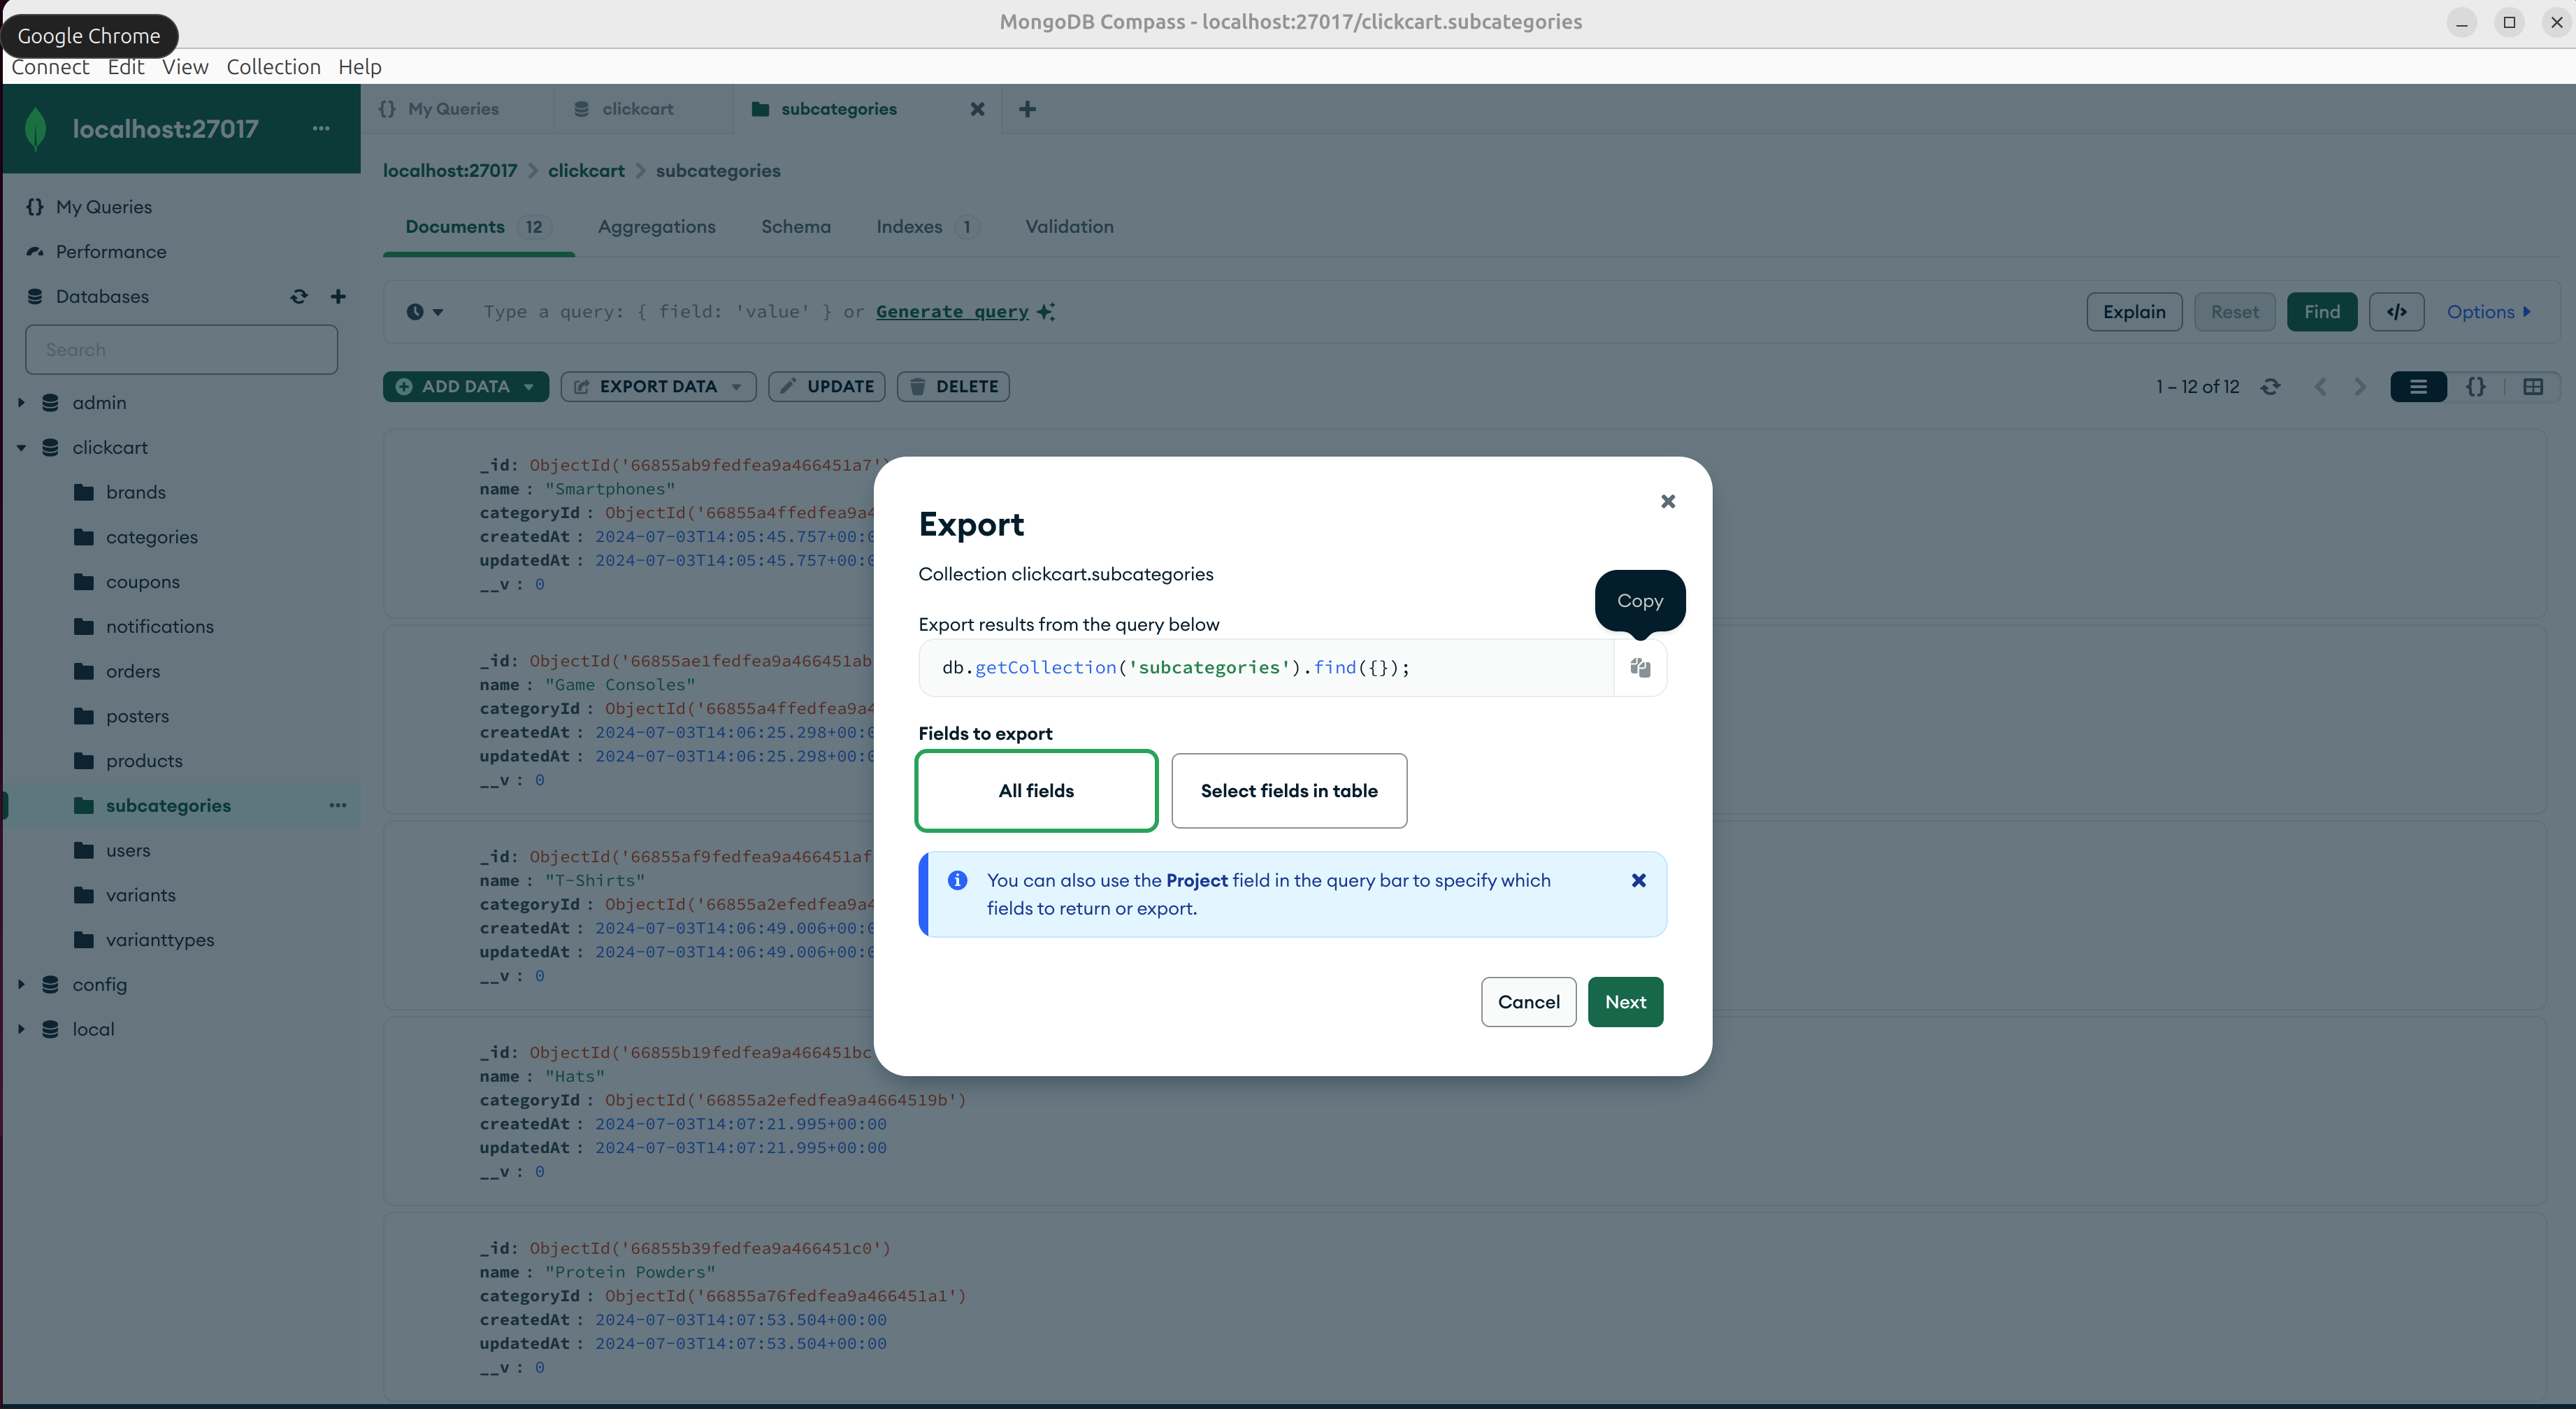 MongoDB Compass - localhost:27017/clickcart.subcategories
Google Chrome
Connect Edit View Collection Help
localhost:27017 ...
My Queries
Performance
Databases
Search
admin
clickcart
brands
categories
coupons
notifications
orders
posters
products
subcategories ...
users
variants
varianttypes
config
local
{} My Queries clickcart subcategories
localhost:27017 > clickcart > subcategories
Documents 12 Aggregations Schema Indexes 1 Validation
Type a query: { field: 'value' } or Generate query
Explain Reset Find </> Options
ADD DATA EXPORT DATA UPDATE DELETE
1 – 12 of 12 {}
_id: ObjectId('66855ab9fedfea9a466451a7')
name : "Smartphones"
categoryId : ObjectId('66855a4ffedfea9a4
createdAt : 2024-07-03T14:05:45.757+00:0
updatedAt : 2024-07-03T14:05:45.757+00:0
__v : 0
_id: ObjectId('66855ae1fedfea9a466451ab
name : "Game Consoles"
categoryId : ObjectId('66855a4ffedfea9a4
createdAt : 2024-07-03T14:06:25.298+00:0
updatedAt : 2024-07-03T14:06:25.298+00:0
__v : 0
_id: ObjectId('66855af9fedfea9a466451af
name : "T-Shirts"
categoryId : ObjectId('66855a2efedfea9a4
createdAt : 2024-07-03T14:06:49.006+00:0
updatedAt : 2024-07-03T14:06:49.006+00:0
__v : 0
_id: ObjectId('66855b19fedfea9a466451bc
name : "Hats"
categoryId : ObjectId('66855a2efedfea9a4664519b')
createdAt : 2024-07-03T14:07:21.995+00:00
updatedAt : 2024-07-03T14:07:21.995+00:00
__v : 0
_id: ObjectId('66855b39fedfea9a466451c0')
name : "Protein Powders"
categoryId : ObjectId('66855a76fedfea9a466451a1')
createdAt : 2024-07-03T14:07:53.504+00:00
updatedAt : 2024-07-03T14:07:53.504+00:00
__v : 0
Export
Collection clickcart.subcategories
Copy
Export results from the query below
db.getCollection('subcategories').find({});
Fields to export
All fields Select fields in table
You can also use the Project field in the query bar to specify which
fields to return or export.
Cancel Next